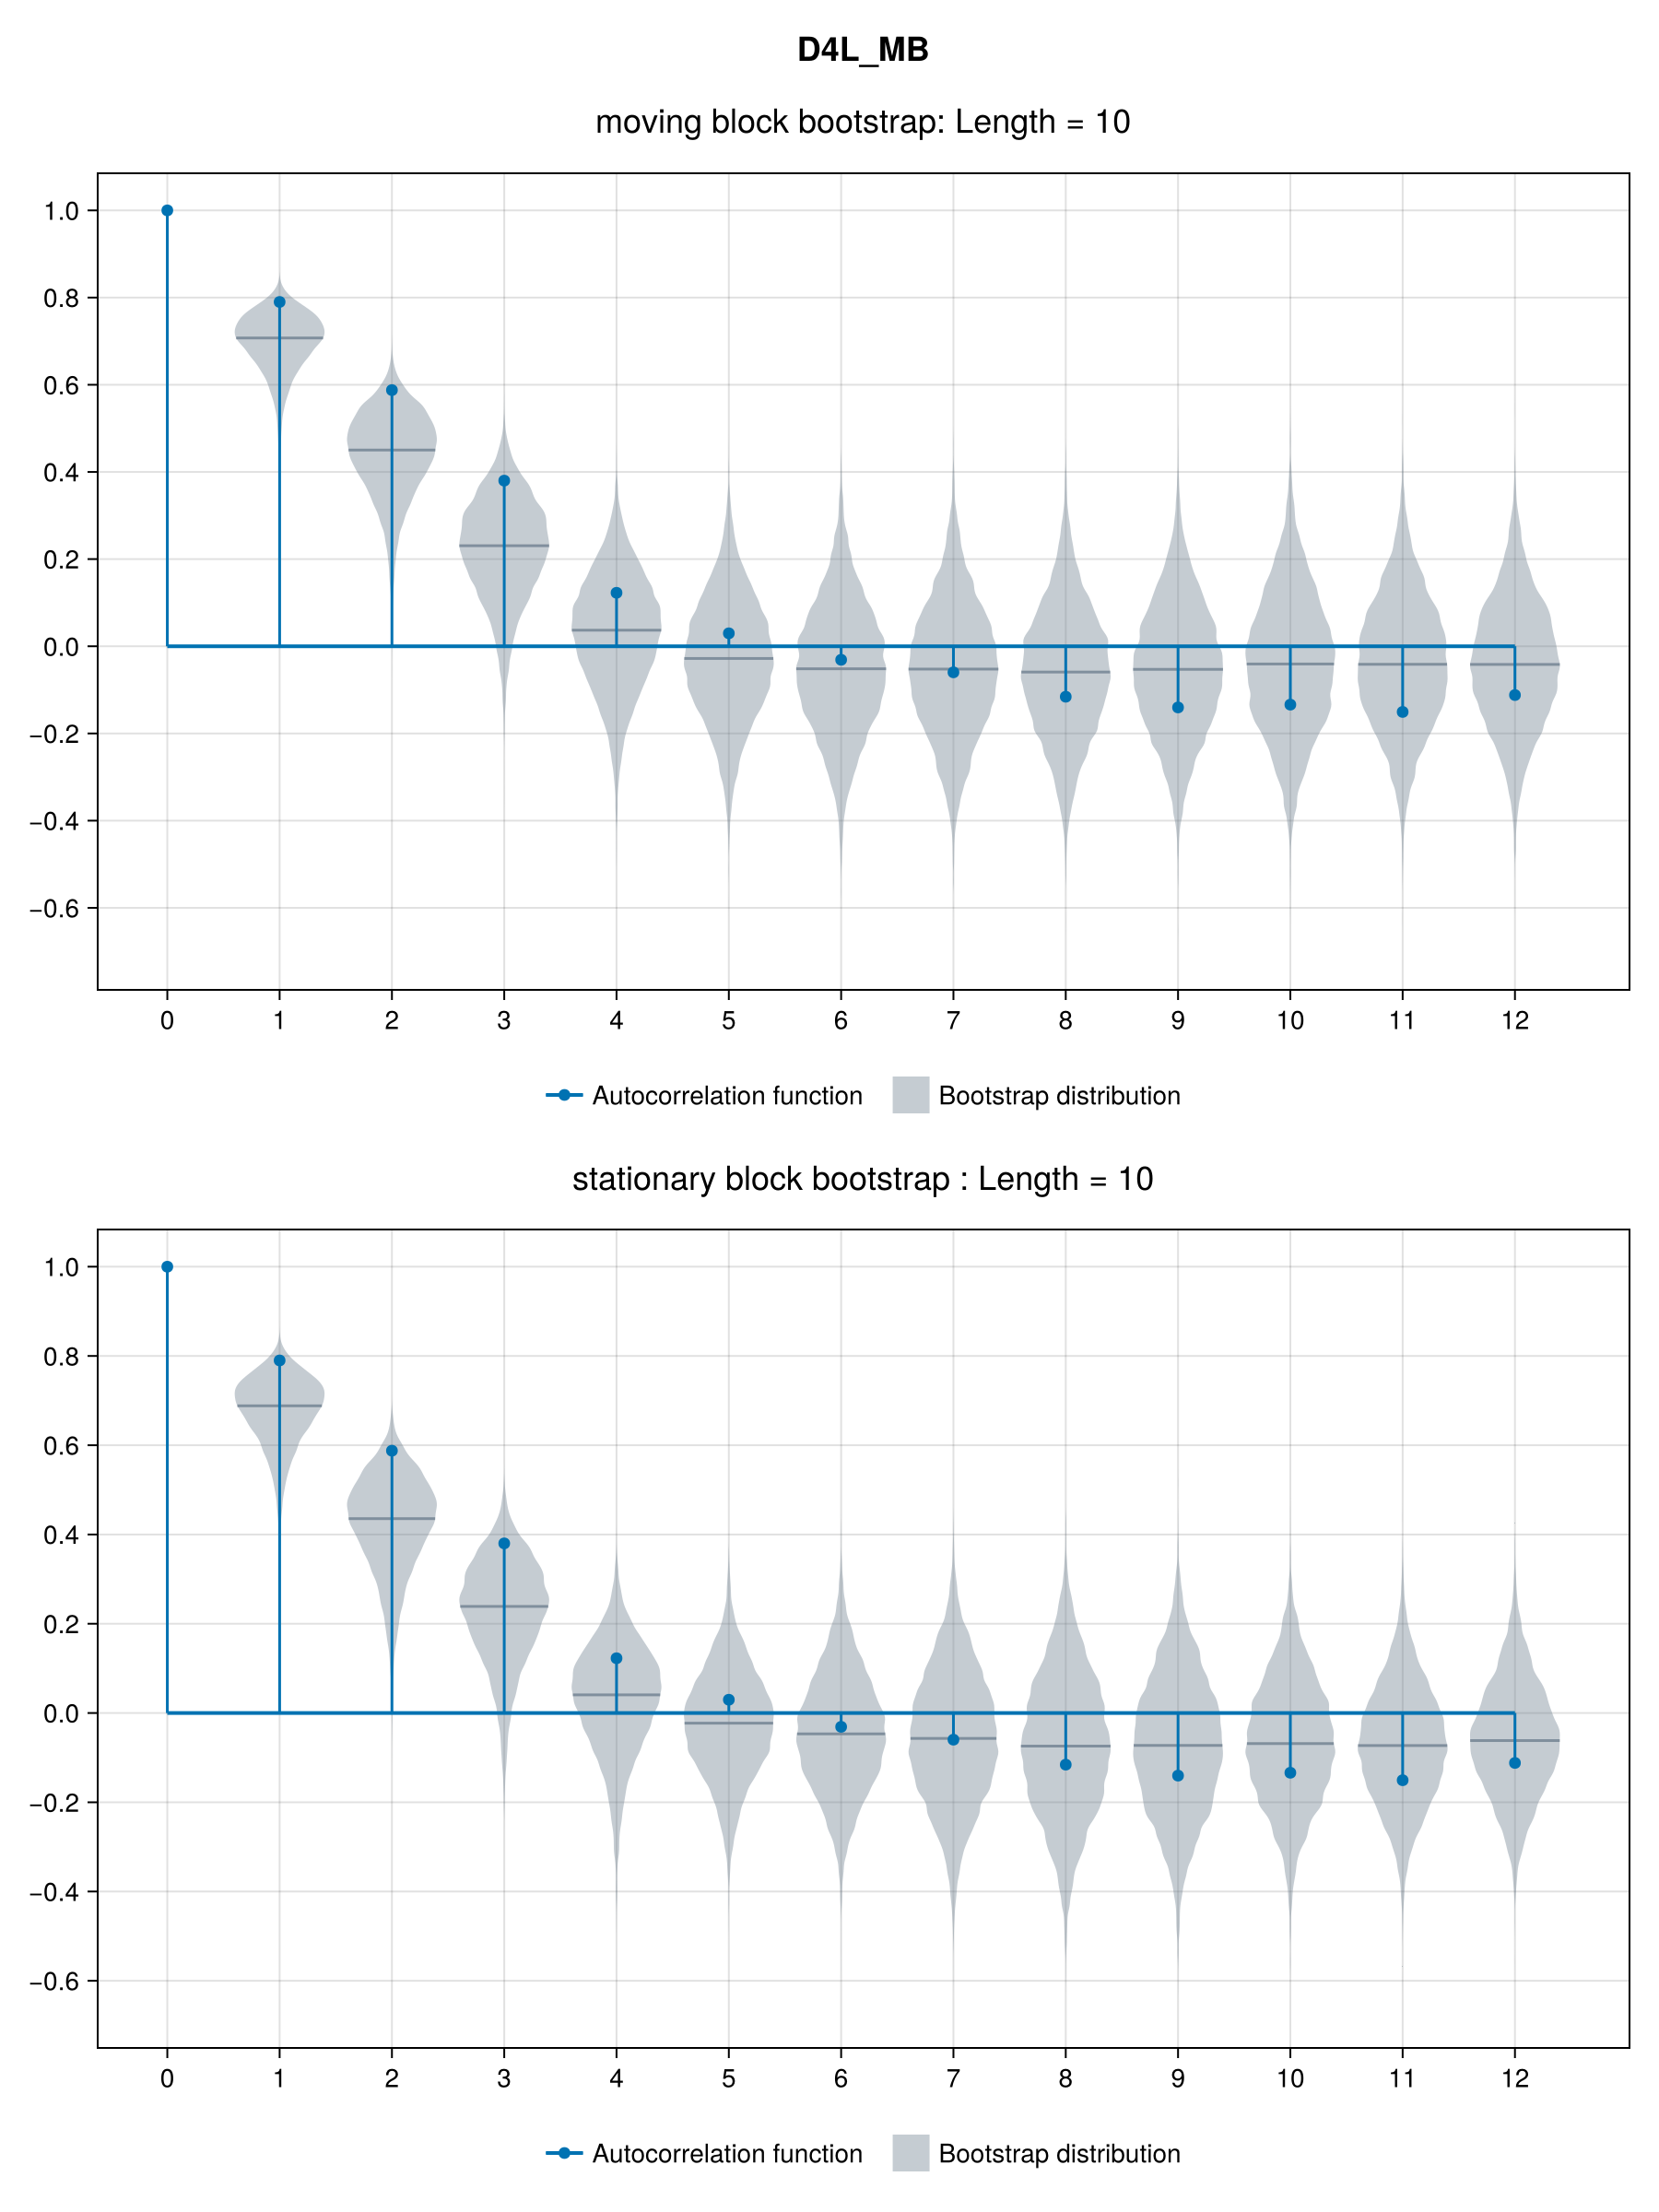 D4L_MB
moving block bootstrap: Length = 10
1.0
0.8
0.6
0.4
0.2
0.0
−0.2
−0.4
−0.6
0 1 2 3 4 5 6 7 8 9 10 11 12
Autocorrelation function Bootstrap distribution
stationary block bootstrap : Length = 10
1.0
0.8
0.6
0.4
0.2
0.0
−0.2
−0.4
−0.6
0 1 2 3 4 5 6 7 8 9 10 11 12
Autocorrelation function Bootstrap distribution